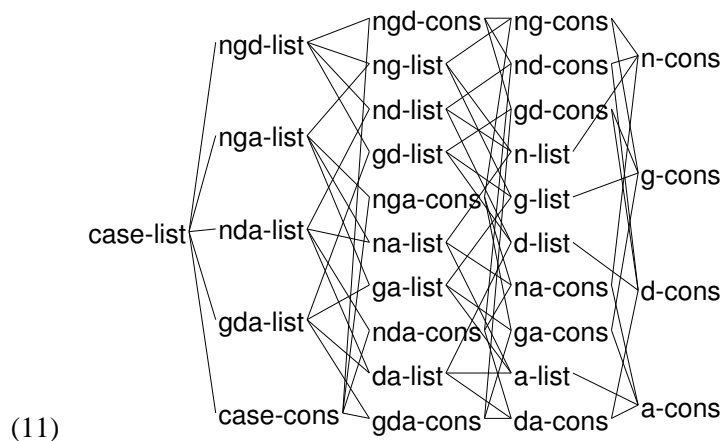 ngd-cons ng-cons
ngd-list n-cons
ng-list nd-cons
nd-list gd-cons
nga-list gd-list n-list
nga-cons g-list g-cons
case-list nda-list na-list d-list
ga-list na-cons d-cons
gda-list nda-cons ga-cons
da-list a-list
case-cons gda-cons da-cons a-cons
(11)